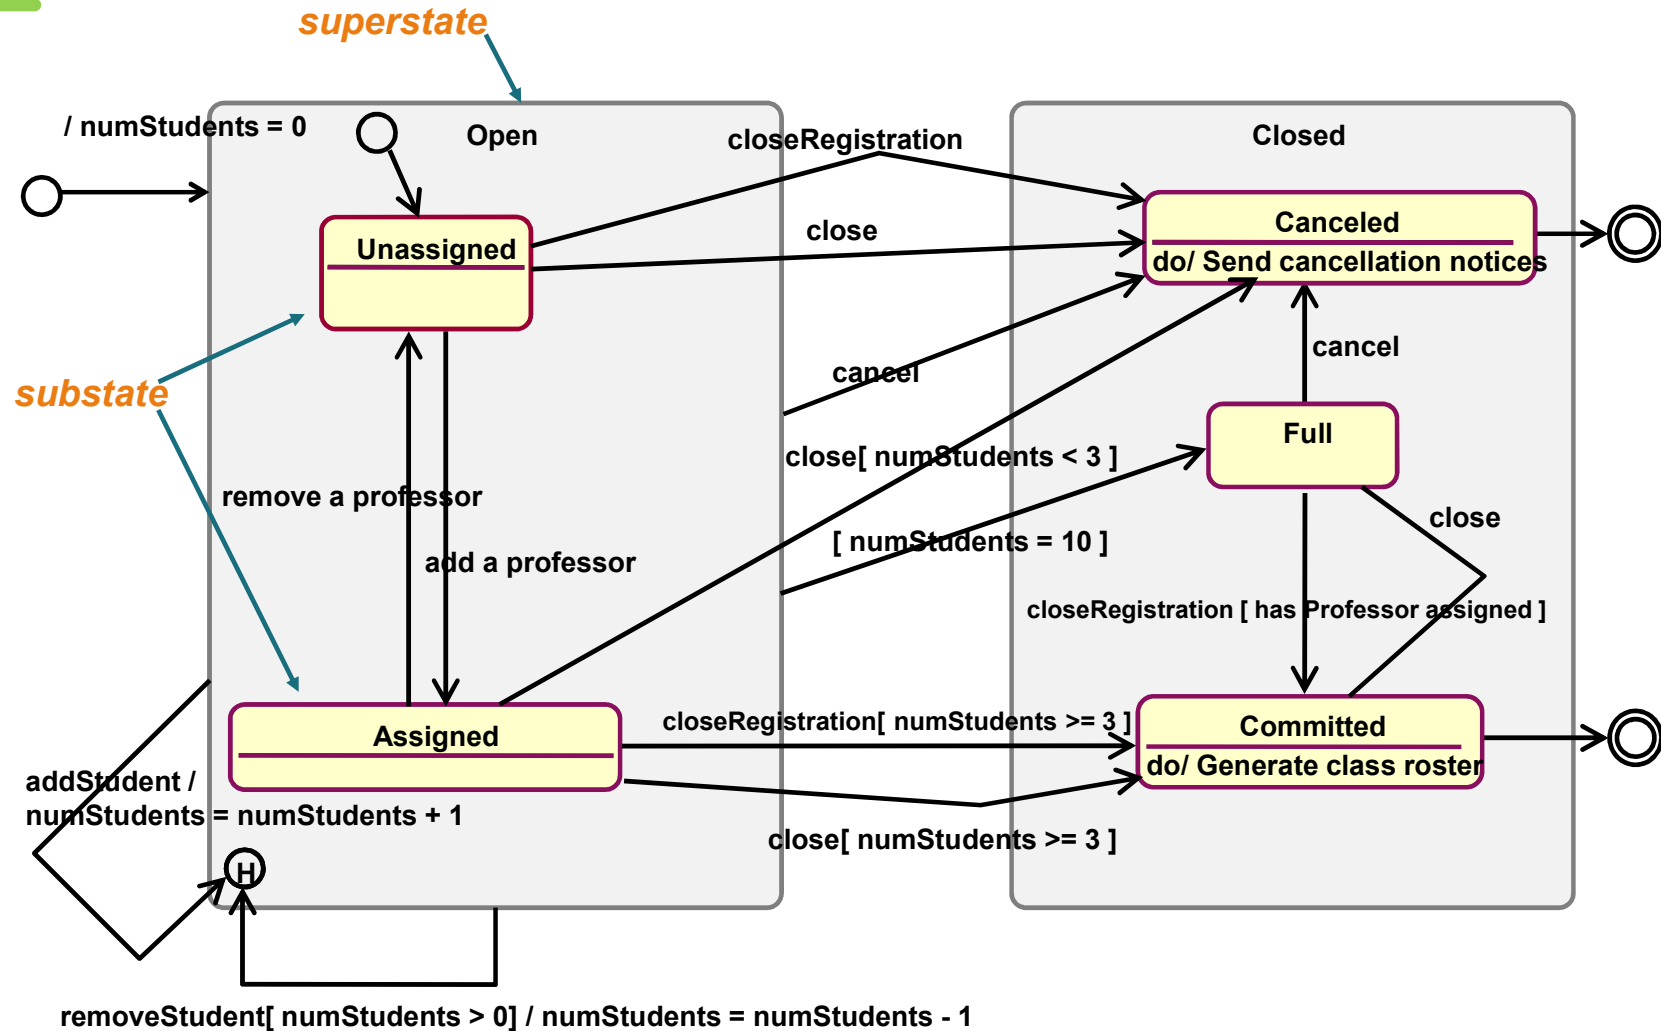 superstate
/ numStudents = 0
Open
closeRegistration
Closed
Unassigned
close
Canceled
do/ Send cancellation notices
cancel
cancel
substate
Full
close[ numStudents < 3 ]
remove a professor
close
[ numStudents = 10 ]
add a professor
closeRegistration [ has Professor assigned ]
Assigned
closeRegistration[ numStudents >= 3 ]
Committed
do/ Generate class roster
addStudent /
numStudents = numStudents + 1
close[ numStudents >= 3 ]
H
removeStudent[ numStudents > 0] / numStudents = numStudents - 1